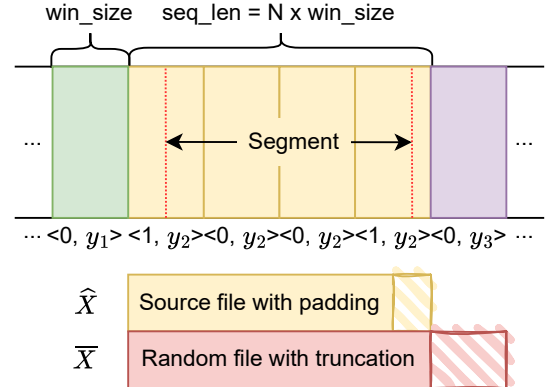 win_size seq_len = N x win_size
... Segment ...
... <0, y₁> <1, y₂><0, y₂><0, y₂><1, y₂><0, y₃> ...
X̂ Source file with padding
X̅ Random file with truncation